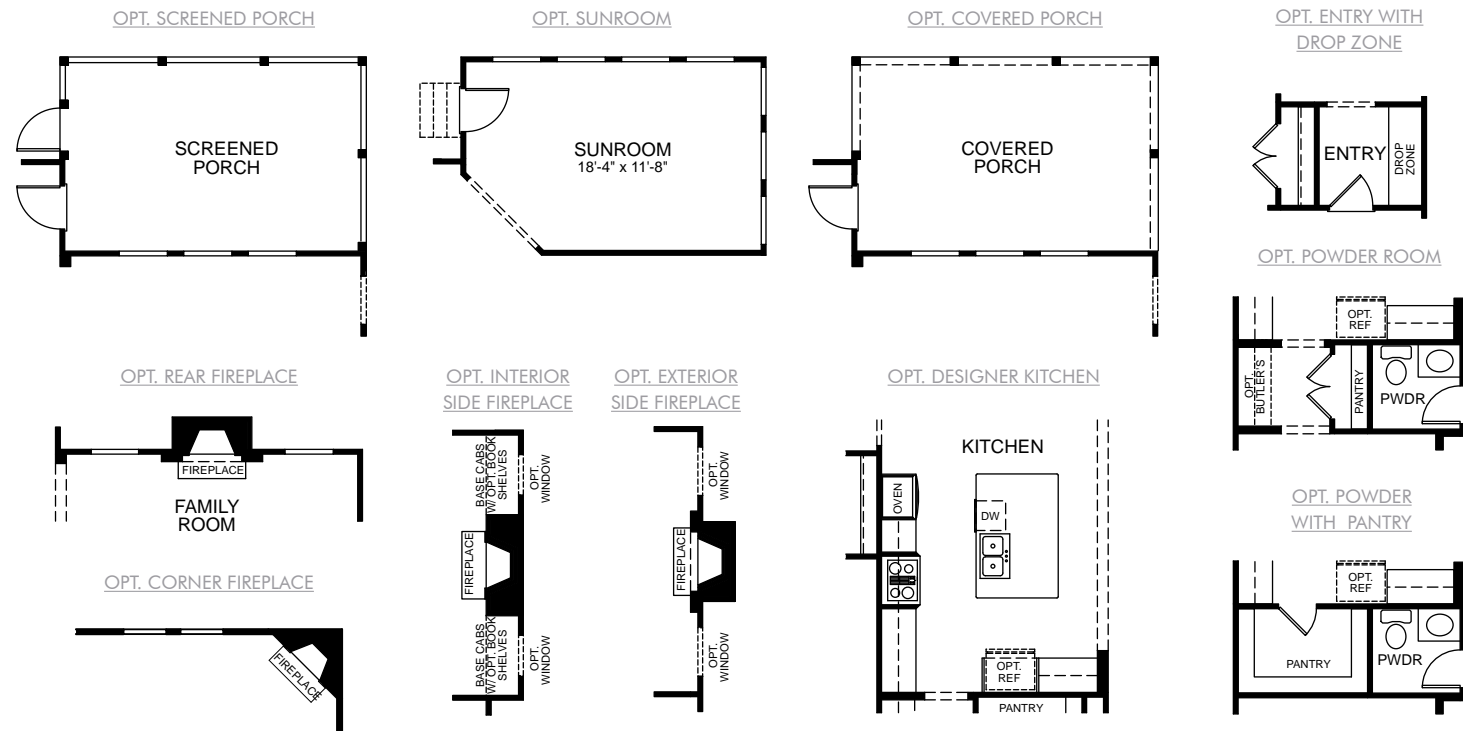 OPT. SCREENED PORCH
SCREENED
PORCH
OPT. SUNROOM
SUNROOM
18'-4" x 11'-8"
OPT. COVERED PORCH
COVERED
PORCH
OPT. ENTRY WITH
DROP ZONE
ENTRY
DROP
ZONE
OPT. POWDER ROOM
OPT.
REF
OPT.
BUTLER'S
PANTRY
PWDR
OPT. REAR FIREPLACE
FIREPLACE
FAMILY
ROOM
OPT. CORNER FIREPLACE
FIREPLACE
OPT. INTERIOR
SIDE FIREPLACE
BASE CABS
W/ OPT. BOOK
SHELVES
OPT.
WINDOW
FIREPLACE
BASE CABS
W/ OPT. BOOK
SHELVES
OPT.
WINDOW
OPT. EXTERIOR
SIDE FIREPLACE
OPT.
WINDOW
FIREPLACE
OPT.
WINDOW
OPT. DESIGNER KITCHEN
KITCHEN
OVEN
DW
OPT.
REF
PANTRY
OPT. POWDER
WITH PANTRY
OPT.
REF
PANTRY
PWDR